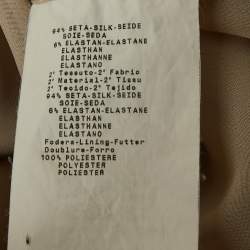 94% SETA-SILK-SEIDE
SOIE-SEDA
6% ELASTAN-ELASTANE
ELASTHAN
ELASTHANNE
ELASTANO
2° Tessuto-2° Fabric
2° Material-2° Tissu
2° Tecido-2° Tejido
94% SETA-SILK-SEIDE
SOIE-SEDA
6% ELASTAN-ELASTANE
ELASTHAN
ELASTHANNE
ELASTANO
Fodera-Lining-Futter
Doublure-Forro
100% POLIESTERE
POLYESTER
POLIESTER